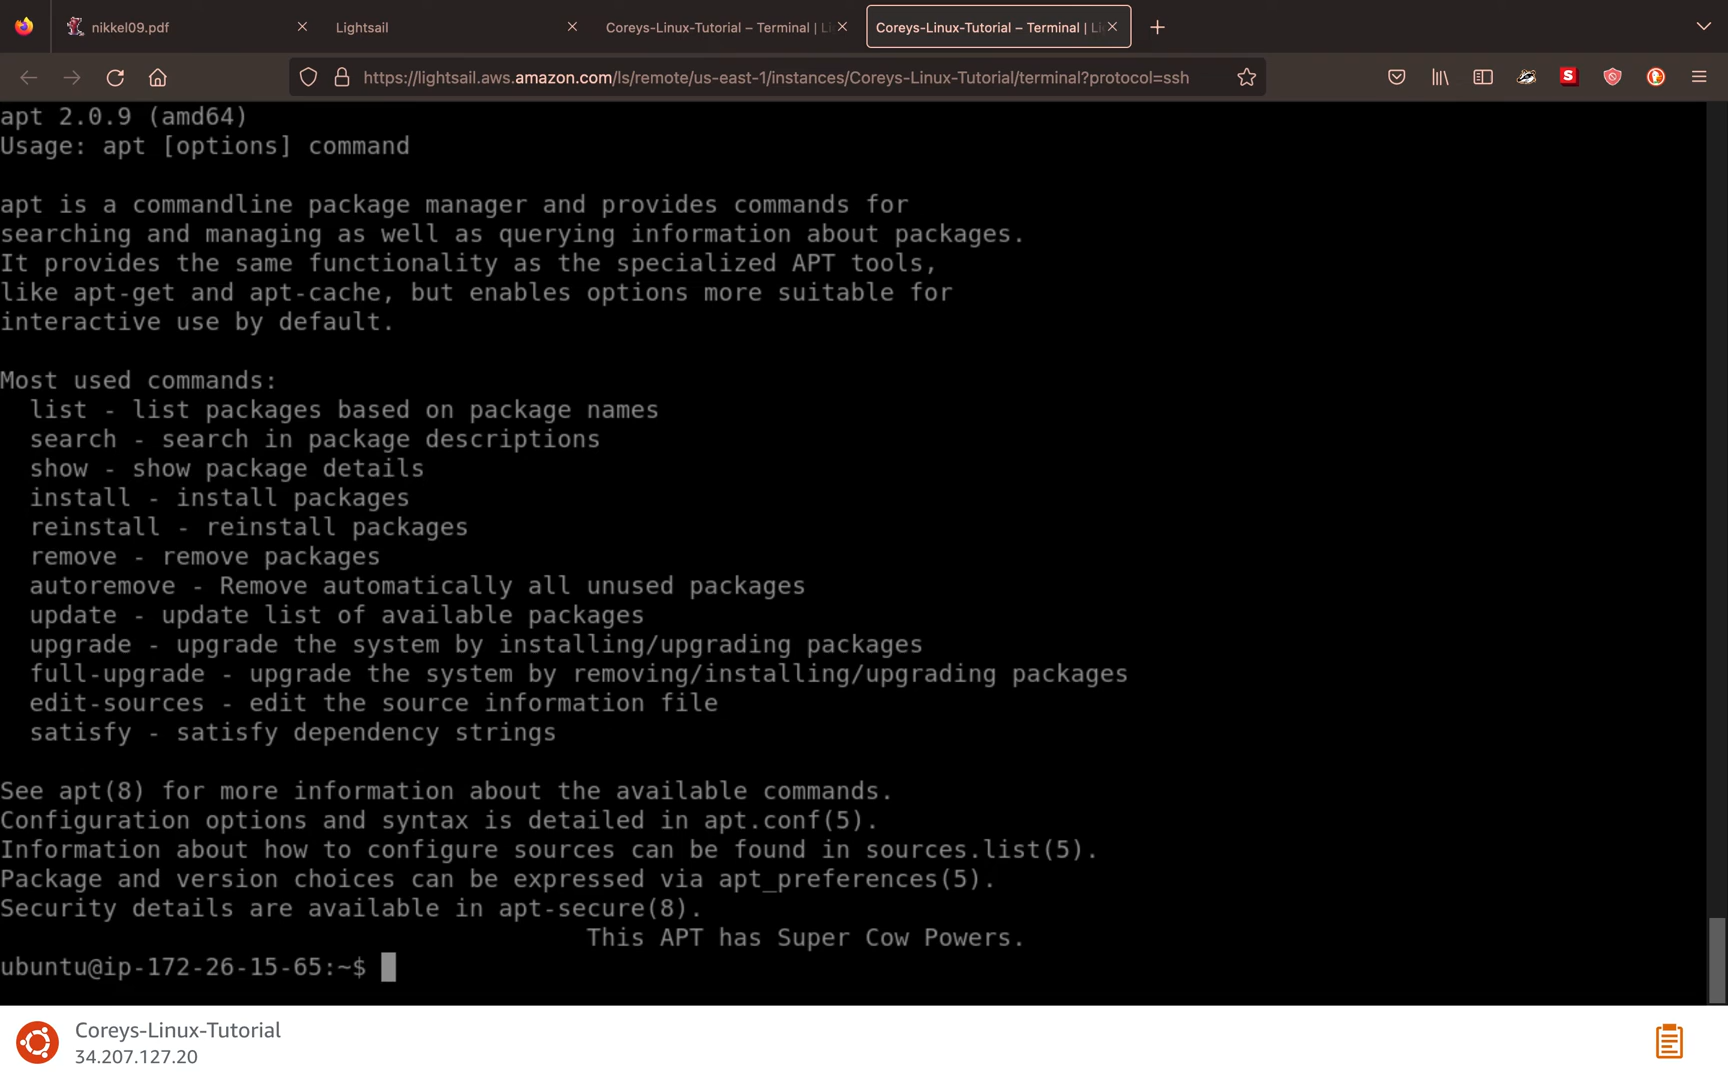 nikkel09.pdf
Lightsail
Coreys-Linux-Tutorial – Terminal | Li
Coreys-Linux-Tutorial – Terminal | Li
https://lightsail.aws.amazon.com/ls/remote/us-east-1/instances/Coreys-Linux-Tutorial/terminal?protocol=ssh
S
apt 2.0.9 (amd64)
Usage: apt [options] command
apt is a commandline package manager and provides commands for
searching and managing as well as querying information about packages.
It provides the same functionality as the specialized APT tools,
like apt-get and apt-cache, but enables options more suitable for
interactive use by default.
Most used commands:
list - list packages based on package names
search - search in package descriptions
show - show package details
install - install packages
reinstall - reinstall packages
remove - remove packages
autoremove - Remove automatically all unused packages
update - update list of available packages
upgrade - upgrade the system by installing/upgrading packages
full-upgrade - upgrade the system by removing/installing/upgrading packages
edit-sources - edit the source information file
satisfy - satisfy dependency strings
See apt(8) for more information about the available commands.
Configuration options and syntax is detailed in apt.conf(5).
Information about how to configure sources can be found in sources.list(5).
Package and version choices can be expressed via apt_preferences(5).
Security details are available in apt-secure(8).
This APT has Super Cow Powers.
ubuntu@ip-172-26-15-65:~$
Coreys-Linux-Tutorial
34.207.127.20